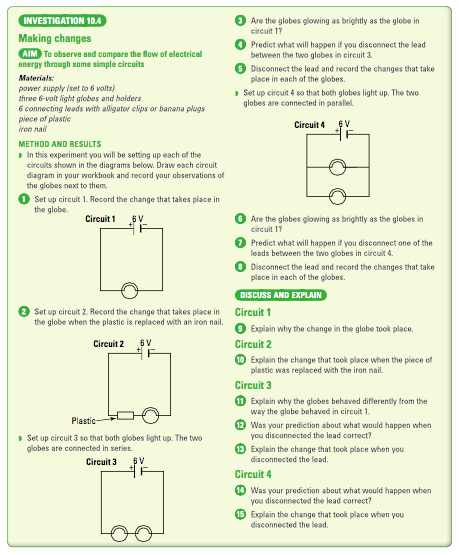 INVESTIGATION 10.4
Making changes
AIM To observe and compare the flow of electrical
energy through some simple circuits
Materials:
power supply (set to 6 volts)
three 6-volt light globes and holders
6 connecting leads with alligator clips or banana plugs
piece of plastic
iron nail
METHOD AND RESULTS
In this experiment you will be setting up each of the
circuits shown in the diagrams below. Draw each circuit
diagram in your workbook and record your observations of
the globes next to them.
1 Set up circuit 1. Record the change that takes place in
the globe.
Circuit 1 6 V
+ –
2 Set up circuit 2. Record the change that takes place in
the globe when the plastic is replaced with an iron nail.
Circuit 2 6 V
+ –
Plastic
Set up circuit 3 so that both globes light up. The two
globes are connected in series.
Circuit 3 6 V
+ –
3 Are the globes glowing as brightly as the globe in
circuit 1?
4 Predict what will happen if you disconnect the lead
between the two globes in circuit 3.
5 Disconnect the lead and record the changes that take
place in each of the globes.
Set up circuit 4 so that both globes light up. The two
globes are connected in parallel.
Circuit 4 6 V
+ –
6 Are the globes glowing as brightly as the globes in
circuit 1?
7 Predict what will happen if you disconnect one of the
leads between the two globes in circuit 4.
8 Disconnect the lead and record the changes that take
place in each of the globes.
DISCUSS AND EXPLAIN
Circuit 1
9 Explain why the change in the globe took place.
Circuit 2
10 Explain the change that took place when the piece of
plastic was replaced with the iron nail.
Circuit 3
11 Explain why the globes behaved differently from the
way the globe behaved in circuit 1.
12 Was your prediction about what would happen when
you disconnected the lead correct?
13 Explain the change that took place when you
disconnected the lead.
Circuit 4
14 Was your prediction about what would happen when
you disconnected the lead correct?
15 Explain the change that took place when you
disconnected the lead.